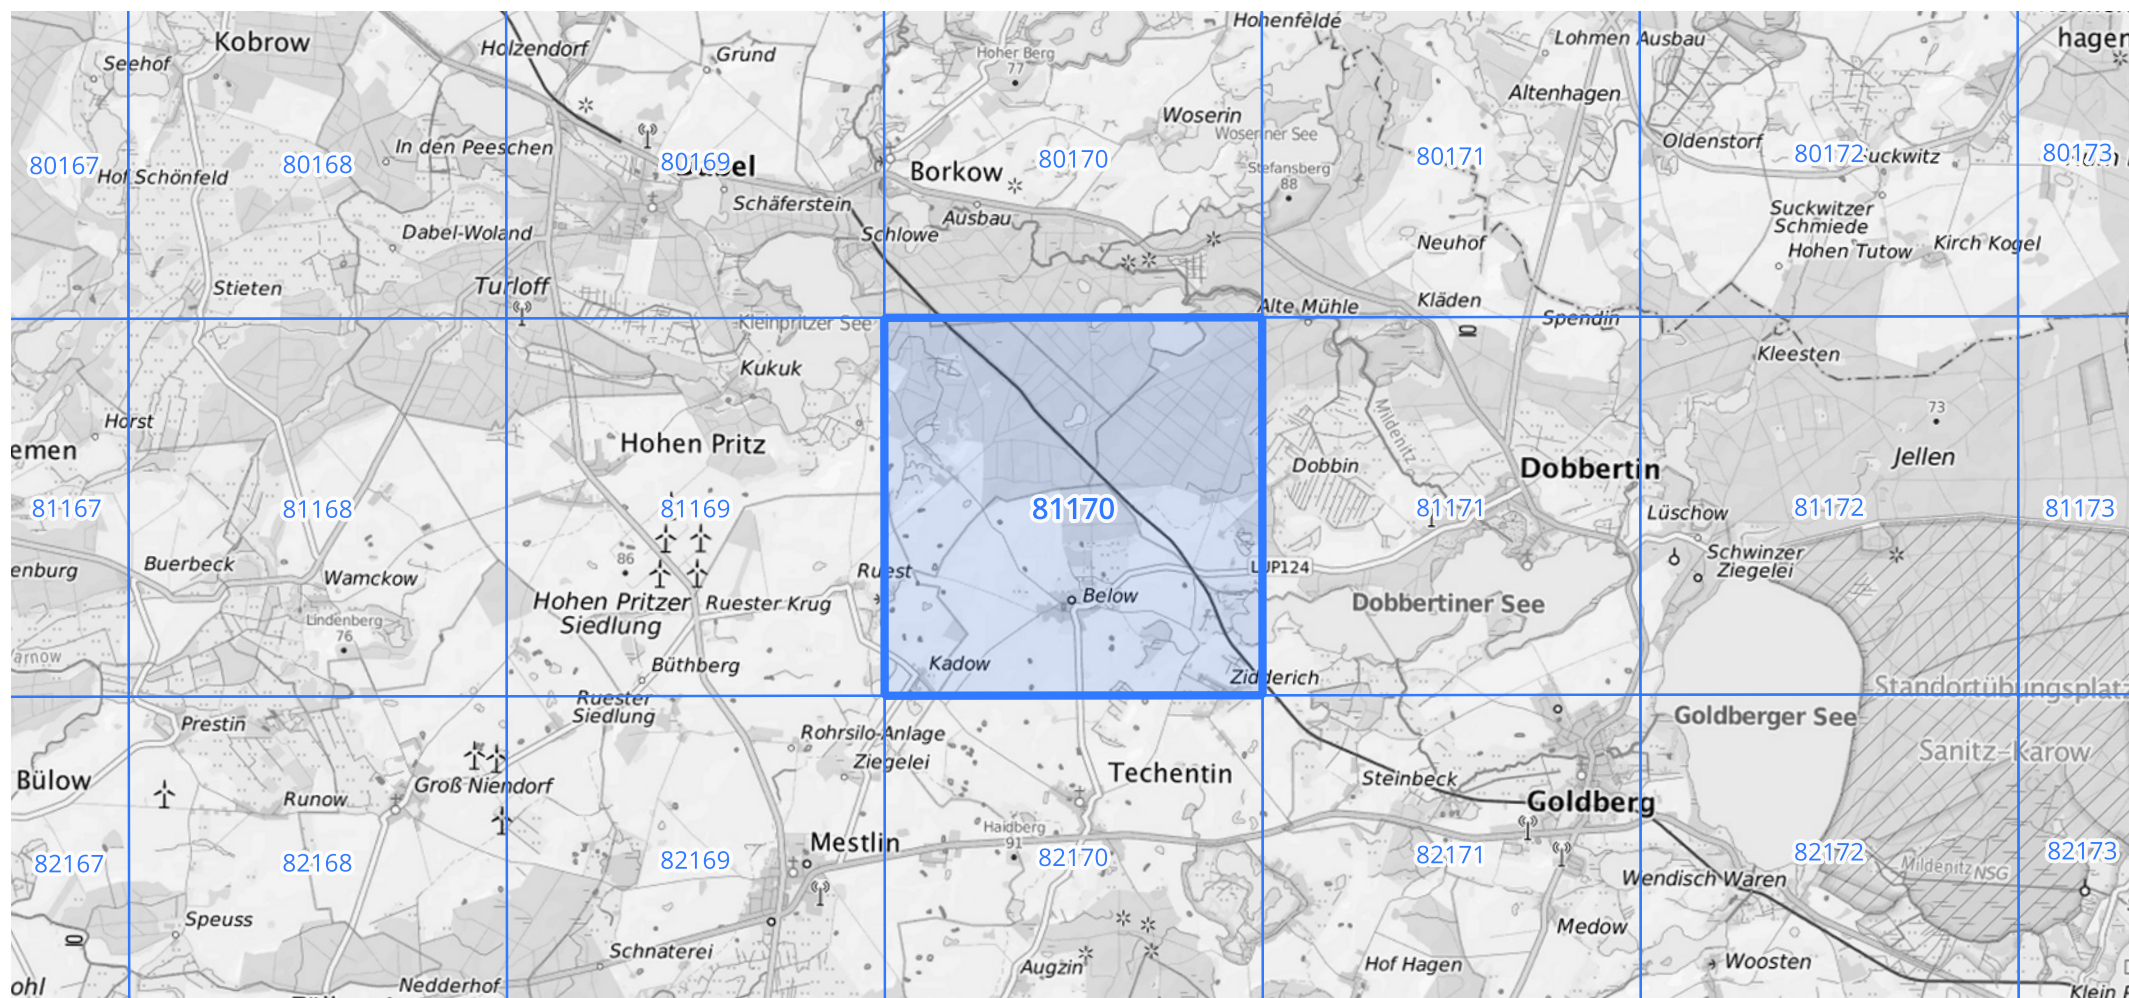 Hohenfelde
Kobrow
Holzendorf
Grund
Hoher Berg
77
Lohmen Ausbau
Seehof
Altenhagen
Woserin
Woseriner See
In den Peeschen
Oldenstorf
80167
80168
80169
80170
80171
80172
80173
Hof Schönfeld
Borkow
Stefansberg
88
Schäferstein
Ausbau
Suckwitzer
Schmiede
Dabel-Woland
Schlowe
Neuhof
Hohen Tutow
Kirch Kogel
Stieten
Turloff
Alte Mühle
Kläden
Spendin
Kleinpritzer See
Kleesten
Kukuk
Horst
73
Mildenitz
Hohen Pritz
Dobbin
Dobbertin
Jellen
81167
81168
81169
81170
81171
81172
81173
Lüschow
86
Buerbeck
Wamckow
Ruest
LUP124
Schwinzer
Ziegelei
Hohen Pritzer
Siedlung
Ruester Krug
Below
Dobbertiner See
Lindenberg
76
Büthberg
Kadow
Zidderich
Ruester
Siedlung
Standortübungsplatz
Sanitz-Karow
Prestin
Rohrsilo-Anlage
Ziegelei
Goldberger See
Bülow
Runow
Groß Niendorf
Techentin
Steinbeck
Goldberg
Haidberg
91
Mestlin
82167
82168
82169
82170
82171
82172
82173
Mildenitz NSG
Wendisch Waren
Speuss
Schnaterei
Medow
Augzin
Hof Hagen
Woosten
Nedderhof